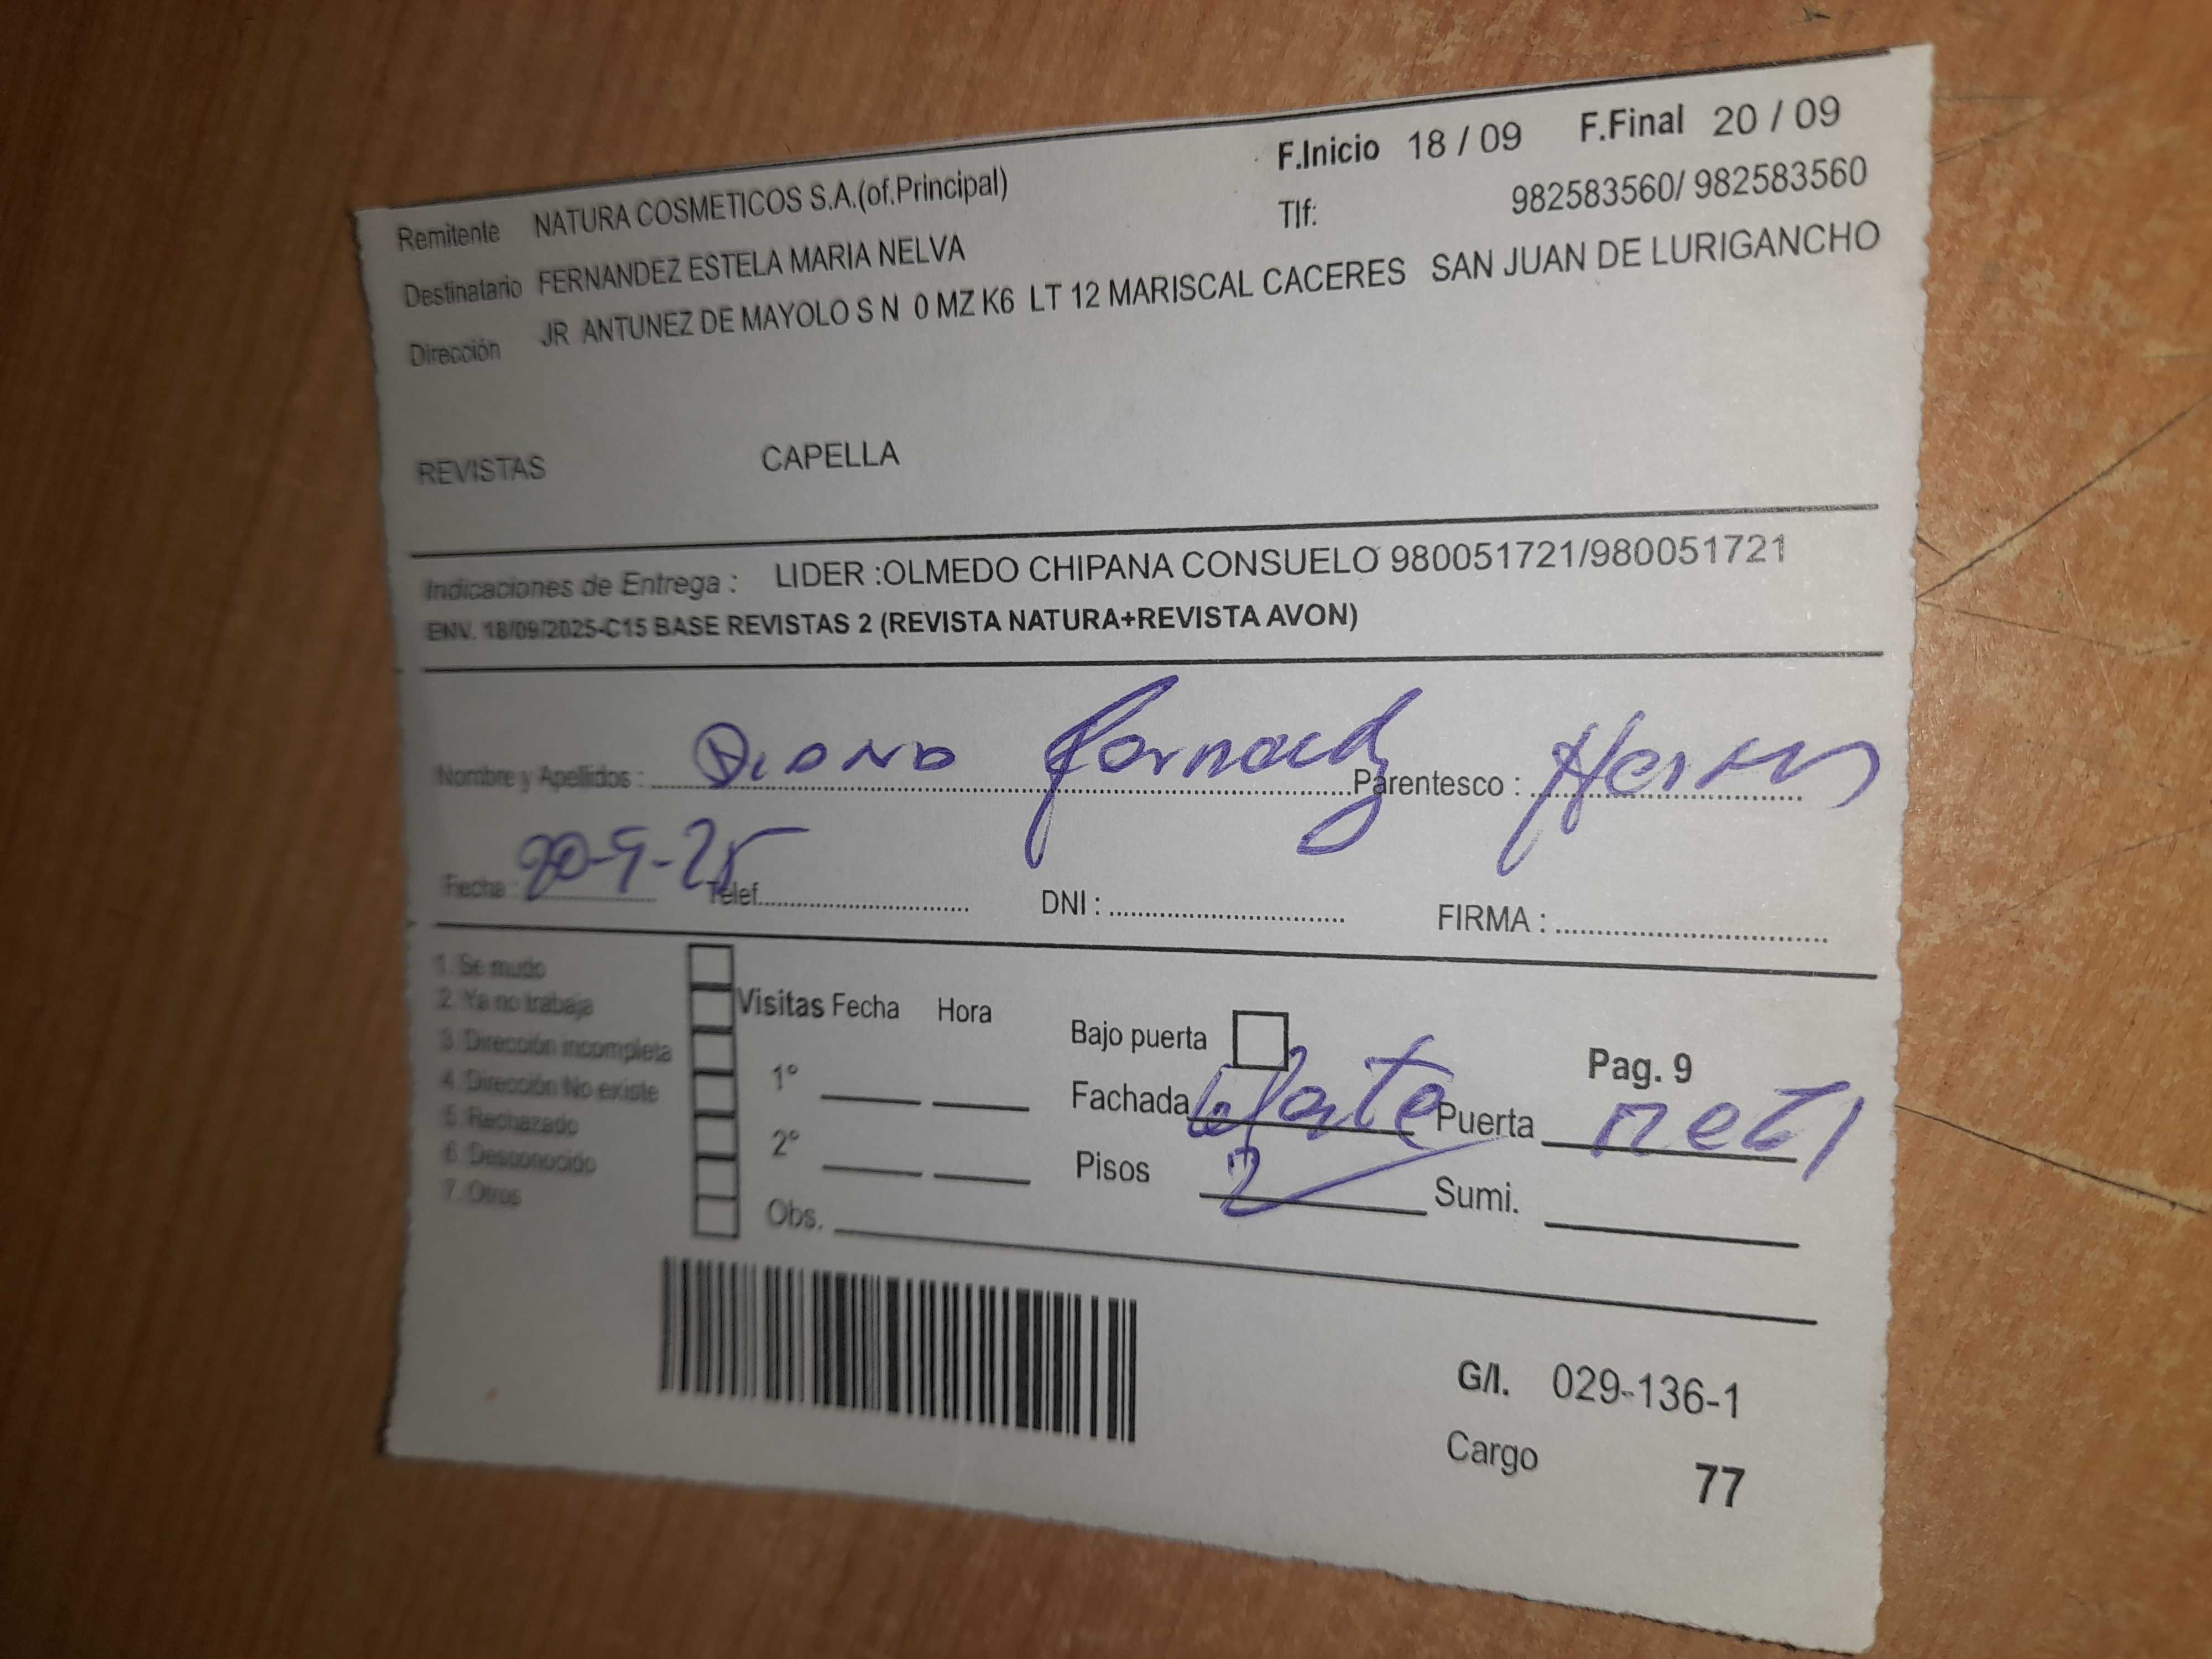 F.Inicio 18 / 09 F.Final 20 / 09
Remitente NATURA COSMETICOS S.A.(of.Principal)
Tlf: 982583560/ 982583560
Destinatario FERNANDEZ ESTELA MARIA NELVA
Dirección JR ANTUNEZ DE MAYOLO S N 0 MZ K6 LT 12 MARISCAL CACERES SAN JUAN DE LURIGANCHO
REVISTAS CAPELLA
Indicaciones de Entrega : LIDER :OLMEDO CHIPANA CONSUELO 980051721/980051721
ENV. 18/09/2025-C15 BASE REVISTAS 2 (REVISTA NATURA+REVISTA AVON)
Nombre y Apellidos : Parentesco :
Fecha : 20-9-25 Telef. DNI : FIRMA :
1. Se mudo
2. Ya no trabaja
3. Dirección incompleta
4. Dirección No existe
5. Rechazado
6. Desconocido
7. Otros
Visitas Fecha Hora
1°
2°
Obs.
Bajo puerta
Pag. 9
Fachada Puerta
Pisos 2 Sumi.
G/I. 029-136-1
Cargo 77